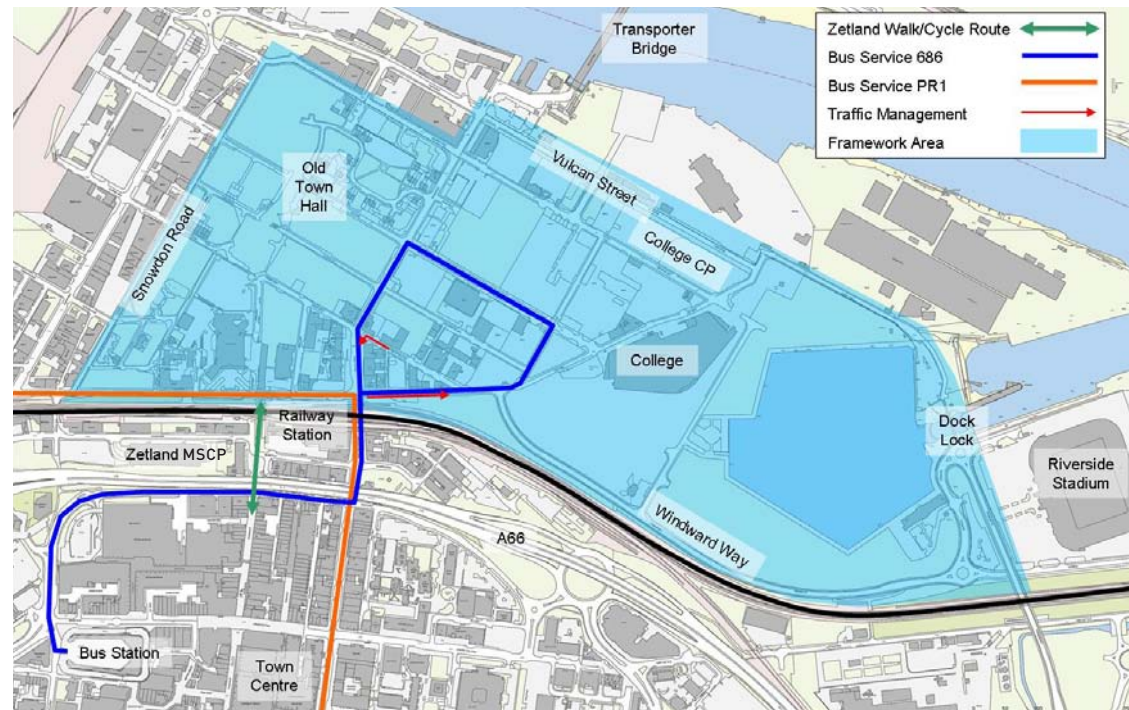 Transporter
Bridge
Zetland Walk/Cycle Route
Bus Service 686
Bus Service PR1
Traffic Management
Framework Area
Old
Town
Hall
Vulcan Street
Snowdon Road
College CP
College
Railway
Station
Zetland MSCP
Dock
Lock
Riverside
Stadium
Windward Way
A66
Bus Station
Town
Centre